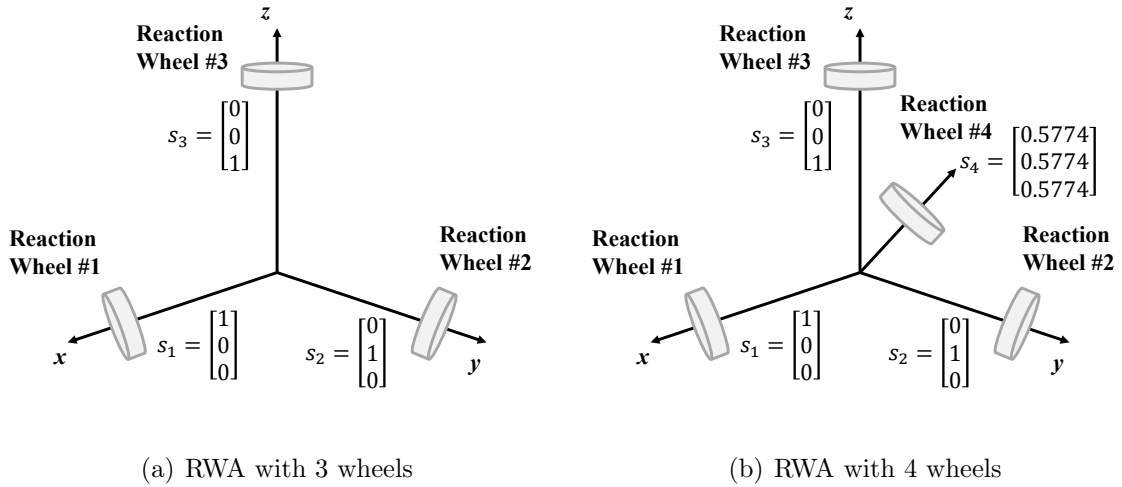 z
Reaction
Wheel #3
s₃ = [0
0
1]
Reaction
Wheel #1
x
s₁ = [1
0
0]
Reaction
Wheel #2
y
s₂ = [0
1
0]
(a) RWA with 3 wheels
z
Reaction
Wheel #3
s₃ = [0
0
1]
Reaction
Wheel #4
s₄ = [0.5774
0.5774
0.5774]
Reaction
Wheel #1
x
s₁ = [1
0
0]
Reaction
Wheel #2
y
s₂ = [0
1
0]
(b) RWA with 4 wheels